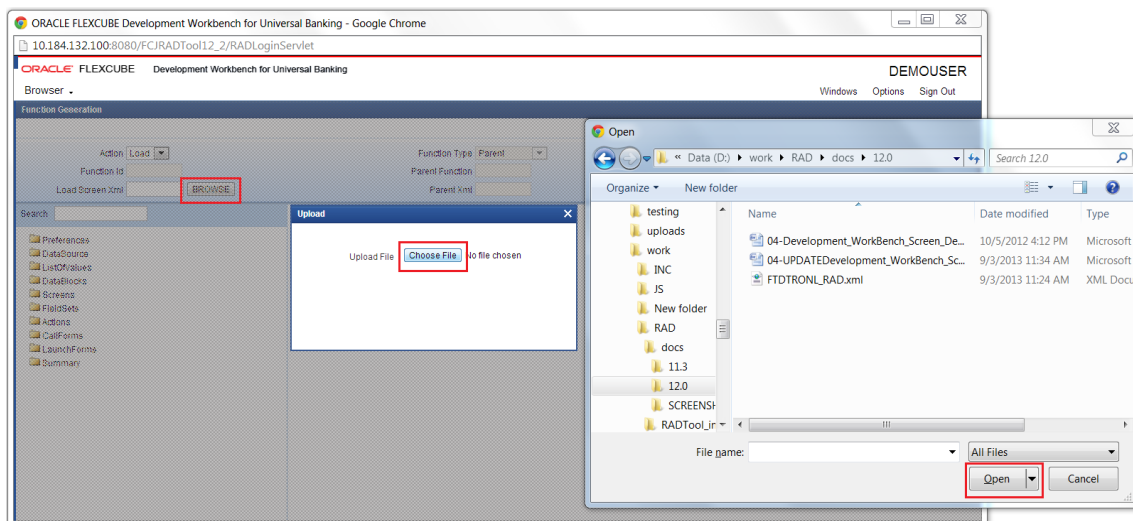 ORACLE FLEXCUBE Development Workbench for Universal Banking - Google Chrome
10.184.132.100:8080/FCJRADTool12_2/RADLoginServlet
ORACLE FLEXCUBE Development Workbench for Universal Banking
DEMOUSER
Browser
Windows Options Sign Out
Function Generation
Action Load
Function Type Parent
Function Id
Parent Function
Load Screen Xml BROWSE
Parent Xml
Search
Preferences
DataSource
ListOfValues
DataBlocks
Screens
FieldSets
Actions
CallForms
LaunchForms
Summary
Upload
Upload File Choose File No file chosen
Open
« Data (D:) work RAD docs 12.0
Search 12.0
Organize New folder
testing
uploads
work
INC
JS
New folder
RAD
docs
11.3
12.0
SCREENSH
RADTool_ir
Name Date modified Type
04-Development_WorkBench_Screen_De... 10/5/2012 4:12 PM Microsoft
04-UPDATEDevelopment_WorkBench_Sc... 9/3/2013 11:34 AM Microsoft
FTDTRONL_RAD.xml 9/3/2013 11:24 AM XML Docu
File name:
All Files
Open Cancel